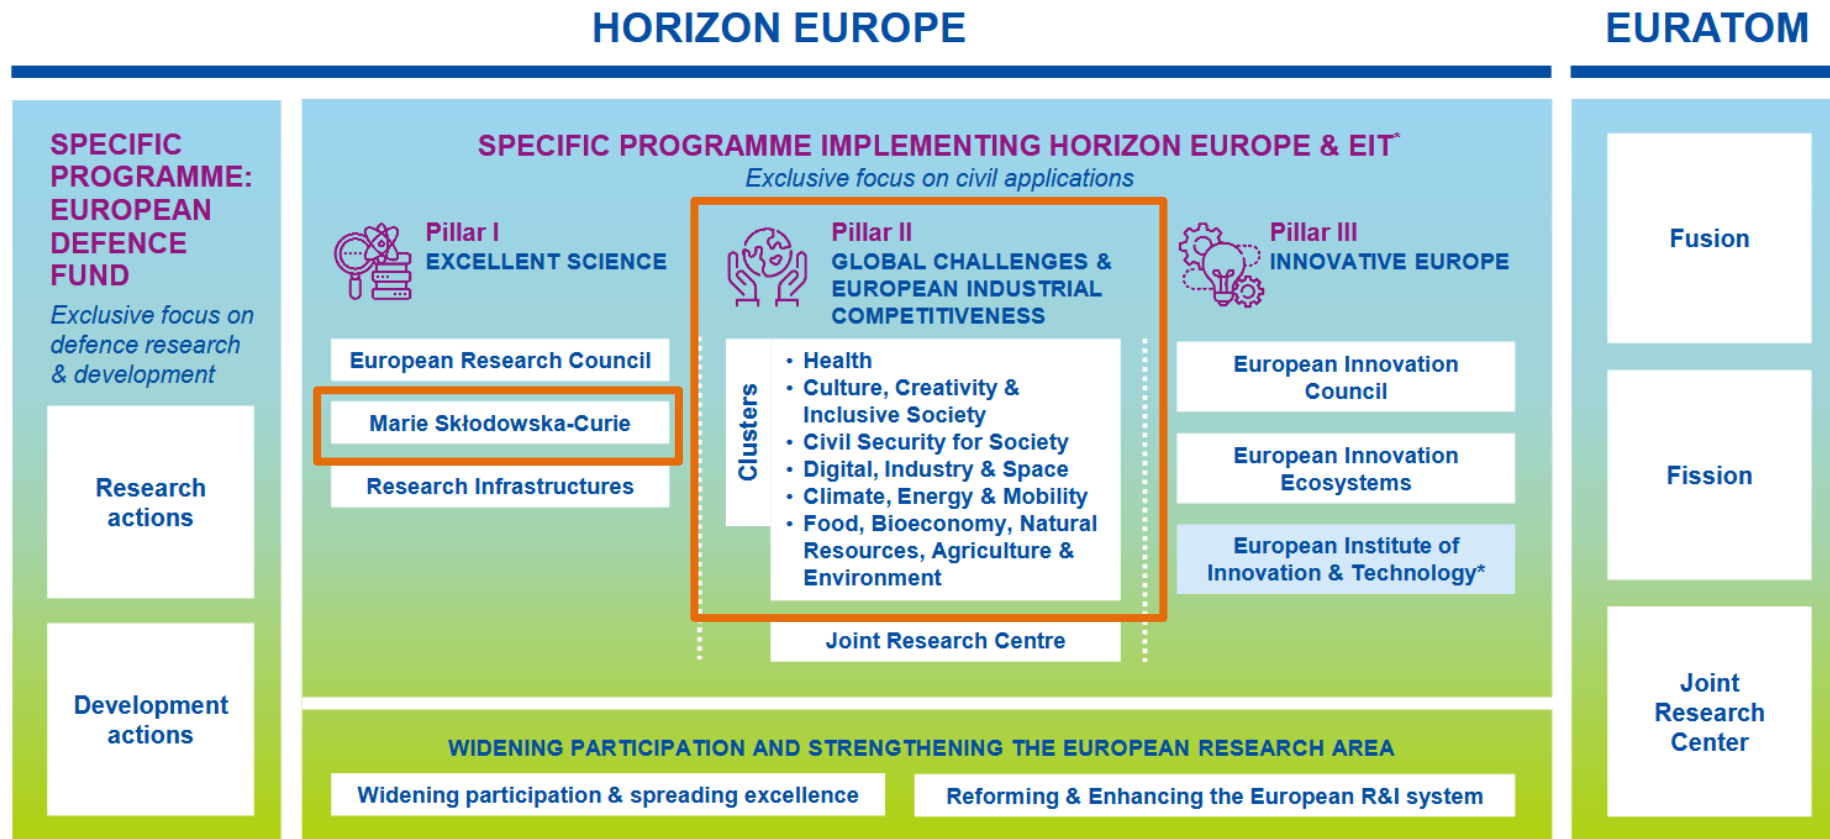 HORIZON EUROPE
EURATOM
SPECIFIC
PROGRAMME:
EUROPEAN
DEFENCE
FUND
Exclusive focus on
defence research
& development
Research
actions
Development
actions
SPECIFIC PROGRAMME IMPLEMENTING HORIZON EUROPE & EIT*
Exclusive focus on civil applications
Pillar I
EXCELLENT SCIENCE
European Research Council
Marie Skłodowska-Curie
Research Infrastructures
Pillar II
GLOBAL CHALLENGES &
EUROPEAN INDUSTRIAL
COMPETITIVENESS
Clusters
• Health
• Culture, Creativity &
Inclusive Society
• Civil Security for Society
• Digital, Industry & Space
• Climate, Energy & Mobility
• Food, Bioeconomy, Natural
Resources, Agriculture &
Environment
Joint Research Centre
Pillar III
INNOVATIVE EUROPE
European Innovation
Council
European Innovation
Ecosystems
European Institute of
Innovation & Technology*
WIDENING PARTICIPATION AND STRENGTHENING THE EUROPEAN RESEARCH AREA
Widening participation & spreading excellence
Reforming & Enhancing the European R&I system
Fusion
Fission
Joint
Research
Center